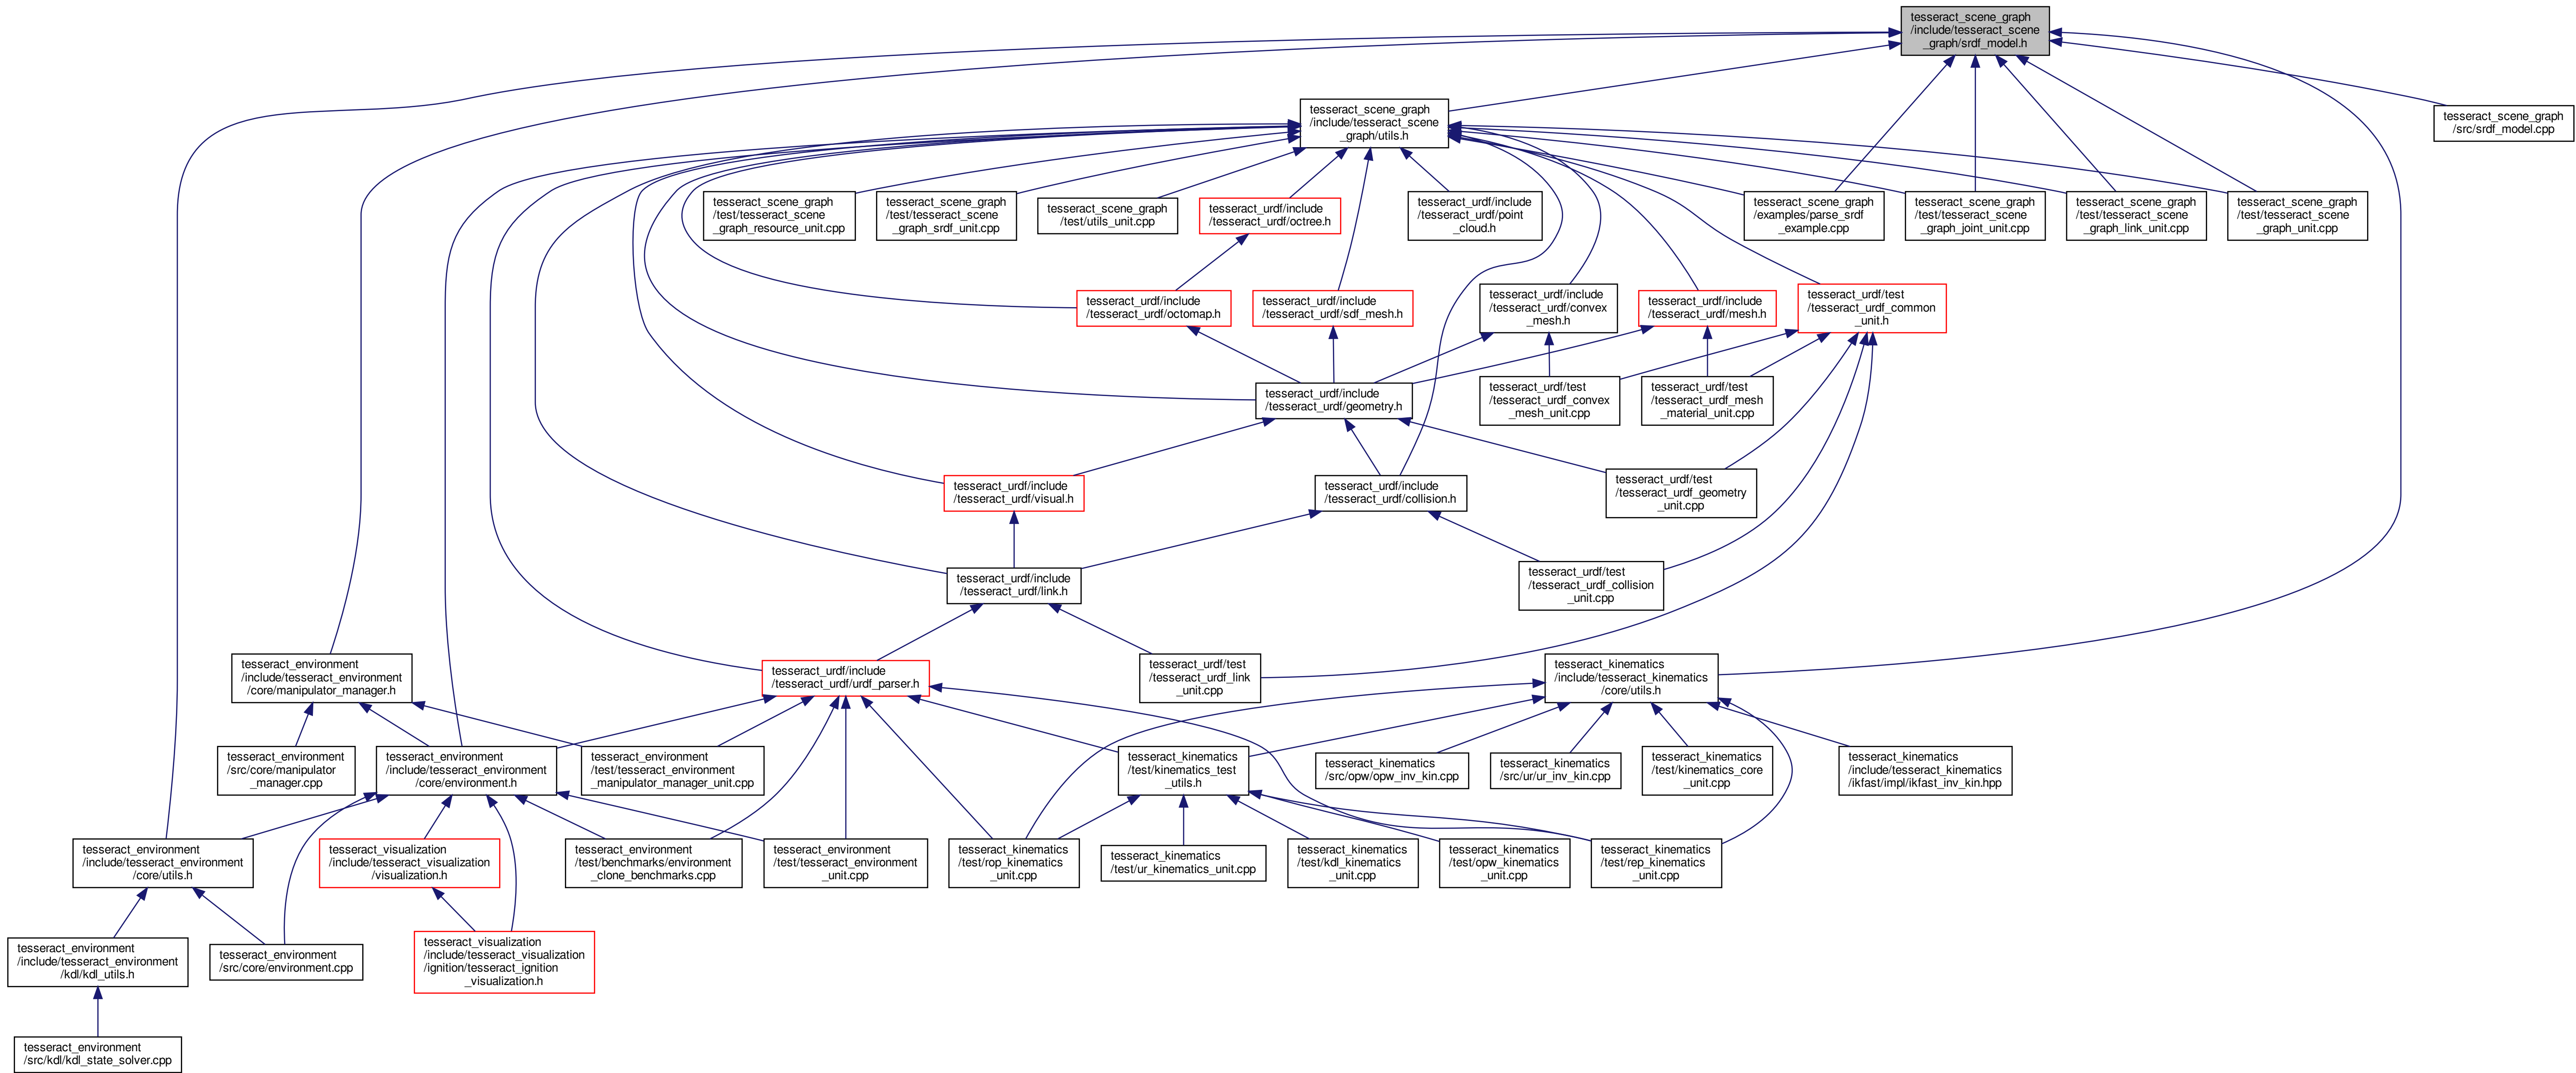 tesseract_scene_graph
/include/tesseract_scene
_graph/srdf_model.h
tesseract_scene_graph
/include/tesseract_scene
_graph/utils.h
tesseract_scene_graph
/src/srdf_model.cpp
tesseract_scene_graph
/test/tesseract_scene
_graph_resource_unit.cpp
tesseract_scene_graph
/test/tesseract_scene
_graph_srdf_unit.cpp
tesseract_scene_graph
/test/utils_unit.cpp
tesseract_urdf/include
/tesseract_urdf/octree.h
tesseract_urdf/include
/tesseract_urdf/point
_cloud.h
tesseract_scene_graph
/examples/parse_srdf
_example.cpp
tesseract_scene_graph
/test/tesseract_scene
_graph_joint_unit.cpp
tesseract_scene_graph
/test/tesseract_scene
_graph_link_unit.cpp
tesseract_scene_graph
/test/tesseract_scene
_graph_unit.cpp
tesseract_urdf/include
/tesseract_urdf/octomap.h
tesseract_urdf/include
/tesseract_urdf/sdf_mesh.h
tesseract_urdf/include
/tesseract_urdf/convex
_mesh.h
tesseract_urdf/include
/tesseract_urdf/mesh.h
tesseract_urdf/test
/tesseract_urdf_common
_unit.h
tesseract_urdf/include
/tesseract_urdf/geometry.h
tesseract_urdf/test
/tesseract_urdf_convex
_mesh_unit.cpp
tesseract_urdf/test
/tesseract_urdf_mesh
_material_unit.cpp
tesseract_urdf/include
/tesseract_urdf/visual.h
tesseract_urdf/include
/tesseract_urdf/collision.h
tesseract_urdf/test
/tesseract_urdf_geometry
_unit.cpp
tesseract_urdf/include
/tesseract_urdf/link.h
tesseract_urdf/test
/tesseract_urdf_collision
_unit.cpp
tesseract_environment
/include/tesseract_environment
/core/manipulator_manager.h
tesseract_urdf/include
/tesseract_urdf/urdf_parser.h
tesseract_urdf/test
/tesseract_urdf_link
_unit.cpp
tesseract_kinematics
/include/tesseract_kinematics
/core/utils.h
tesseract_environment
/src/core/manipulator
_manager.cpp
tesseract_environment
/include/tesseract_environment
/core/environment.h
tesseract_environment
/test/tesseract_environment
_manipulator_manager_unit.cpp
tesseract_kinematics
/test/kinematics_test
_utils.h
tesseract_kinematics
/src/opw/opw_inv_kin.cpp
tesseract_kinematics
/src/ur/ur_inv_kin.cpp
tesseract_kinematics
/test/kinematics_core
_unit.cpp
tesseract_kinematics
/include/tesseract_kinematics
/ikfast/impl/ikfast_inv_kin.hpp
tesseract_environment
/include/tesseract_environment
/core/utils.h
tesseract_visualization
/include/tesseract_visualization
/visualization.h
tesseract_environment
/test/benchmarks/environment
_clone_benchmarks.cpp
tesseract_environment
/test/tesseract_environment
_unit.cpp
tesseract_kinematics
/test/rop_kinematics
_unit.cpp
tesseract_kinematics
/test/ur_kinematics_unit.cpp
tesseract_kinematics
/test/kdl_kinematics
_unit.cpp
tesseract_kinematics
/test/opw_kinematics
_unit.cpp
tesseract_kinematics
/test/rep_kinematics
_unit.cpp
tesseract_environment
/include/tesseract_environment
/kdl/kdl_utils.h
tesseract_environment
/src/core/environment.cpp
tesseract_visualization
/include/tesseract_visualization
/ignition/tesseract_ignition
_visualization.h
tesseract_environment
/src/kdl/kdl_state_solver.cpp